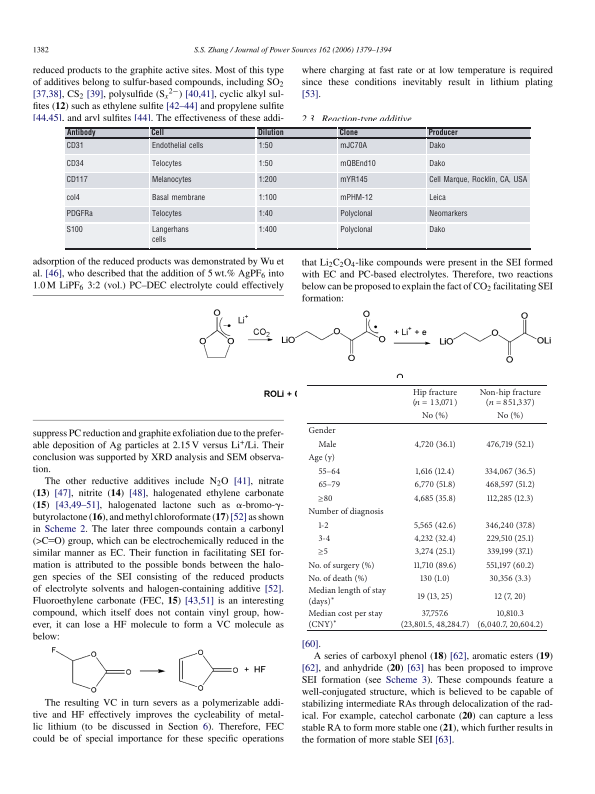 1382
S.S. Zhang / Journal of Power Sources 162 (2006) 1379–1394
reduced products to the graphite active sites. Most of this type
of additives belong to sulfur-based compounds, including SO2
[37,38], CS2 [39], polysulfide (Sx2−) [40,41], cyclic alkyl sul-
fites (12) such as ethylene sulfite [42–44] and propylene sulfite
[44,45], and aryl sulfites [44]. The effectiveness of these addi-
where charging at fast rate or at low temperature is required
since these conditions inevitably result in lithium plating
[53].
2.3. Reaction-type additive
Antibody Cell Dilution Clone Producer
CD31 Endothelial cells 1:50 mJC70A Dako
CD34 Telocytes 1:50 mQBEnd10 Dako
CD117 Melanocytes 1:200 mYR145 Cell Marque, Rocklin, CA, USA
col4 Basal membrane 1:100 mPHM-12 Leica
PDGFRa Telocytes 1:40 Polyclonal Neomarkers
S100 Langerhans 1:400 Polyclonal Dako
cells
adsorption of the reduced products was demonstrated by Wu et
al. [46], who described that the addition of 5 wt.% AgPF6 into
1.0 M LiPF6 3:2 (vol.) PC–DEC electrolyte could effectively
that Li2C2O4-like compounds were present in the SEI formed
with EC and PC-based electrolytes. Therefore, two reactions
below can be proposed to explain the fact of CO2 facilitating SEI
formation:
O O O Li+ CO2 LiO O O O O + Li+ + e LiO O O O OLi
O
ROLi + C
suppress PC reduction and graphite exfoliation due to the prefer-
able deposition of Ag particles at 2.15 V versus Li+/Li. Their
conclusion was supported by XRD analysis and SEM observa-
tion.
The other reductive additives include N2O [41], nitrate
(13) [47], nitrite (14) [48], halogenated ethylene carbonate
(15) [43,49–51], halogenated lactone such as α-bromo-γ-
butyrolactone (16), and methyl chloroformate (17) [52] as shown
in Scheme 2. The later three compounds contain a carbonyl
(>C=O) group, which can be electrochemically reduced in the
similar manner as EC. Their function in facilitating SEI for-
mation is attributed to the possible bonds between the halo-
gen species of the SEI consisting of the reduced products
of electrolyte solvents and halogen-containing additive [52].
Fluoroethylene carbonate (FEC, 15) [43,51] is an interesting
compound, which itself does not contain vinyl group, how-
ever, it can lose a HF molecule to form a VC molecule as
below:
F O O O O O O + HF
The resulting VC in turn severs as a polymerizable addi-
tive and HF effectively improves the cycleability of metal-
lic lithium (to be discussed in Section 6). Therefore, FEC
could be of special importance for these specific operations
Hip fracture Non-hip fracture
(n = 13,071) (n = 851,337)
No (%) No (%)
Gender
Male 4,720 (36.1) 476,719 (52.1)
Age (y)
55–64 1,616 (12.4) 334,067 (36.5)
65–79 6,770 (51.8) 468,597 (51.2)
≥80 4,685 (35.8) 112,285 (12.3)
Number of diagnosis
1-2 5,565 (42.6) 346,240 (37.8)
3-4 4,232 (32.4) 229,510 (25.1)
≥5 3,274 (25.1) 339,199 (37.1)
No. of surgery (%) 11,710 (89.6) 551,197 (60.2)
No. of death (%) 130 (1.0) 30,356 (3.3)
Median length of stay
(days)* 19 (13, 25) 12 (7, 20)
Median cost per stay 37,757.6 10,810.3
(CNY)* (23,801.5, 48,284.7) (6,040.7, 20,604.2)
[60].
A series of carboxyl phenol (18) [62], aromatic esters (19)
[62], and anhydride (20) [63] has been proposed to improve
SEI formation (see Scheme 3). These compounds feature a
well-conjugated structure, which is believed to be capable of
stabilizing intermediate RAs through delocalization of the rad-
ical. For example, catechol carbonate (20) can capture a less
stable RA to form more stable one (21), which further results in
the formation of more stable SEI [63].